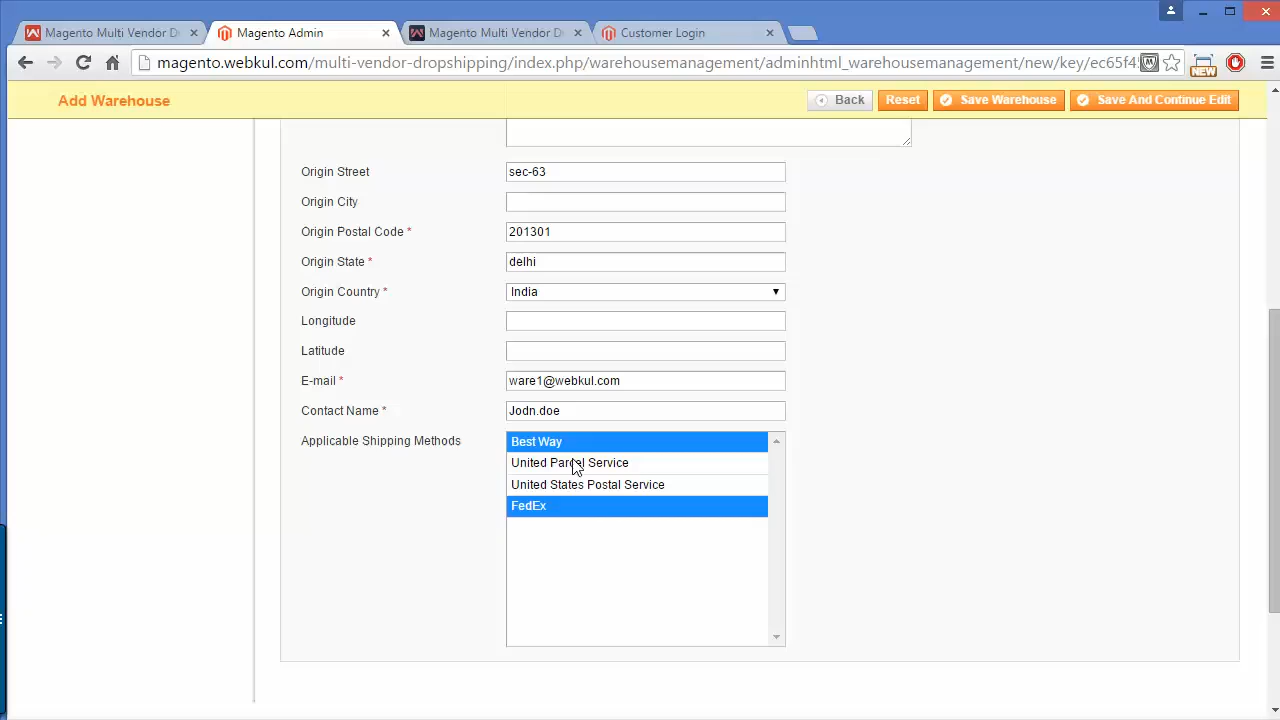 Magento Multi Vendor D
Magento Admin
Magento Multi Vendor D
Customer Login
magento.webkul.com/multi-vendor-dropshipping/index.php/warehousemanagement/adminhtml_warehousemanagement/new/key/ec65f45
NEW
Add Warehouse
Back
Reset
Save Warehouse
Save And Continue Edit
Origin Street
sec-63
Origin City
Origin Postal Code *
201301
Origin State *
delhi
Origin Country *
India
Longitude
Latitude
E-mail *
ware1@webkul.com
Contact Name *
Jodn.doe
Applicable Shipping Methods
Best Way
United Parcel Service
United States Postal Service
FedEx